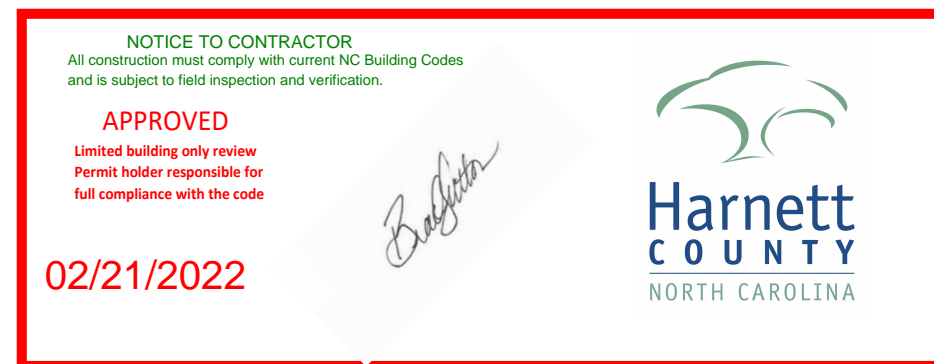 NOTICE TO CONTRACTOR
All construction must comply with current NC Building Codes
and is subject to field inspection and verification.
APPROVED
Limited building only review
Permit holder responsible for
full compliance with the code
02/21/2022
Brad Sutton
Harnett
COUNTY
NORTH CAROLINA